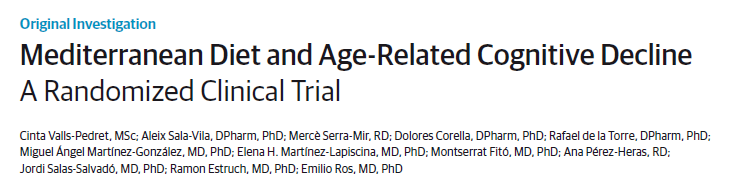 Original Investigation
Mediterranean Diet and Age-Related Cognitive Decline
A Randomized Clinical Trial
Cinta Valls-Pedret, MSc; Aleix Sala-Vila, DPharm, PhD; Mercè Serra-Mir, RD; Dolores Corella, DPharm, PhD; Rafael de la Torre, DPharm, PhD;
Miguel Ángel Martínez-González, MD, PhD; Elena H. Martínez-Lapiscina, MD, PhD; Montserrat Fitó, MD, PhD; Ana Pérez-Heras, RD;
Jordi Salas-Salvadó, MD, PhD; Ramon Estruch, MD, PhD; Emilio Ros, MD, PhD